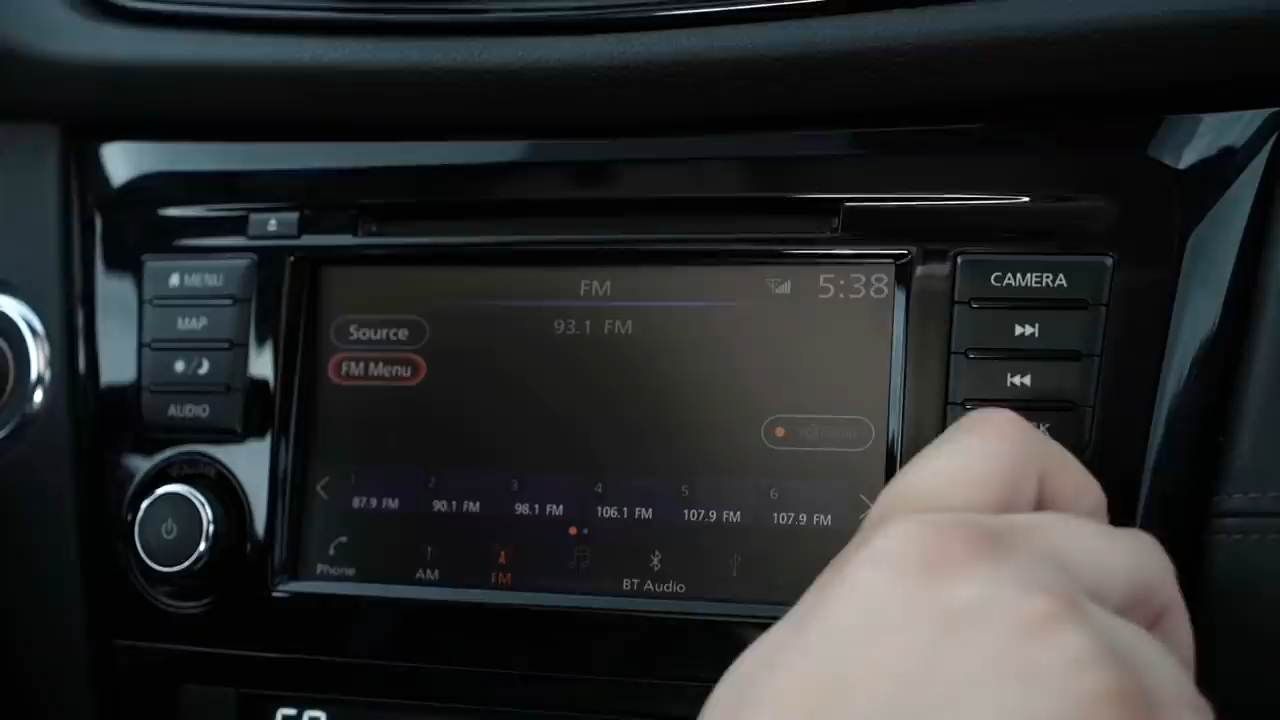 MENU
MAP
AUDIO
VOLUME
FM
5:38
93.1 FM
Source
FM Menu
1 2 3 4 5 6
87.9 FM 90.1 FM 98.1 FM 106.1 FM 107.9 FM 107.9 FM
Phone AM FM BT Audio
CAMERA